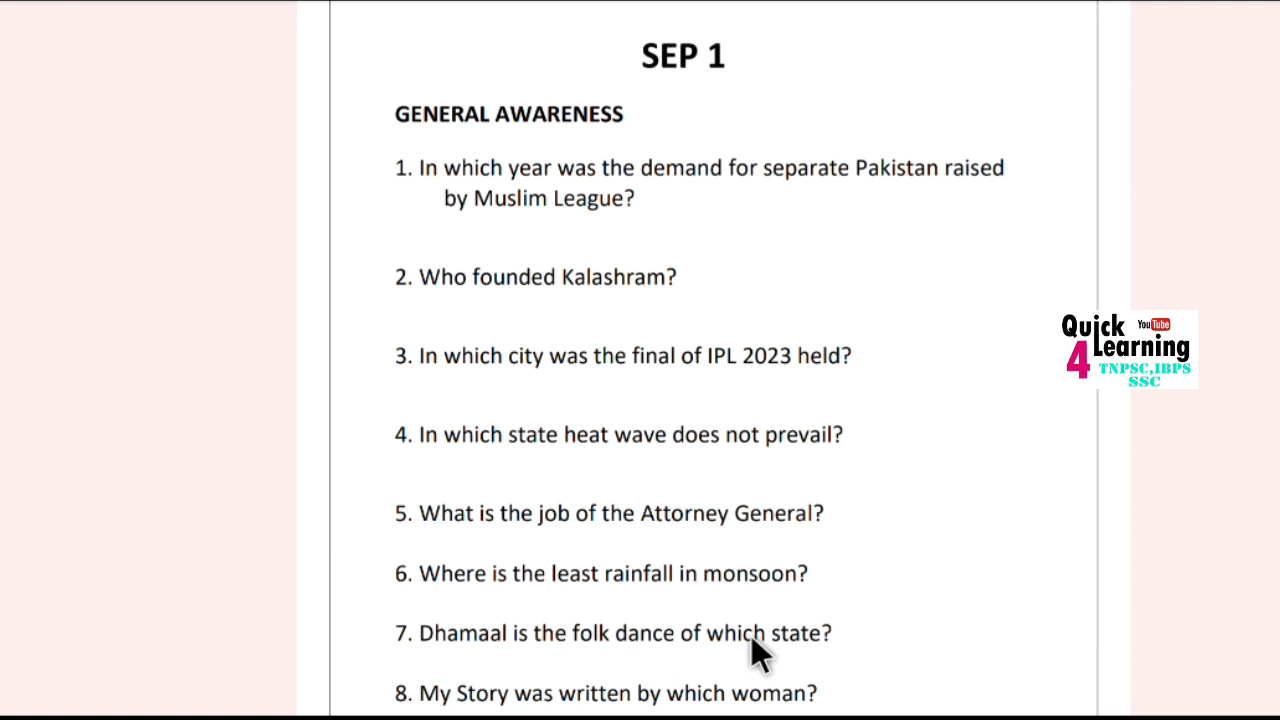 SEP 1
GENERAL AWARENESS
1. In which year was the demand for separate Pakistan raised
by Muslim League?
2. Who founded Kalashram?
3. In which city was the final of IPL 2023 held?
4. In which state heat wave does not prevail?
5. What is the job of the Attorney General?
6. Where is the least rainfall in monsoon?
7. Dhamaal is the folk dance of which state?
8. My Story was written by which woman?
Quick YouTube
4 Learning
TNPSC,IBPS
SSC